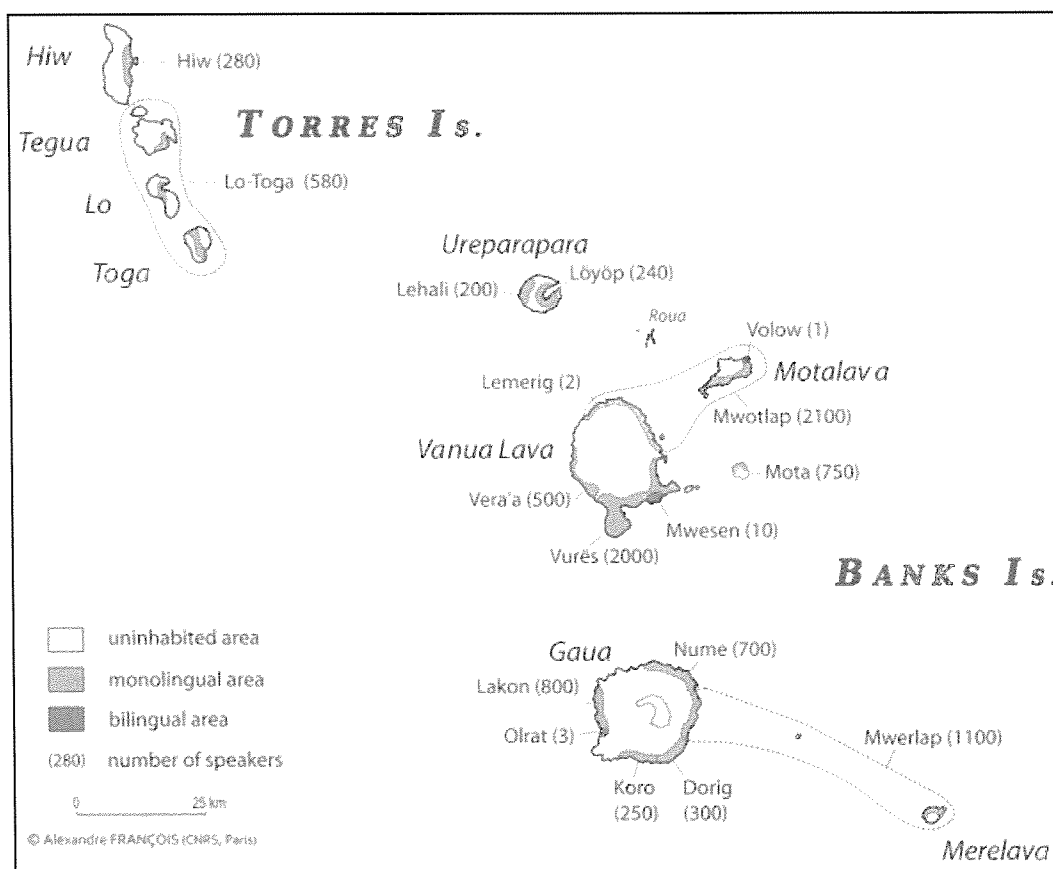 Hiw
Hiw (280)
TORRES Is.
Tegua
Lo-Toga (580)
Lo
Toga
Ureparapara
Löyöp (240)
Lehali (200)
Roua
Volow (1)
Motalava
Lemerig (2)
Mwotlap (2100)
Vanua Lava
Mota (750)
Vera'a (500)
Mwesen (10)
Vurës (2000)
BANKS Is.
uninhabited area
monolingual area
bilingual area
(280) number of speakers
0 25 km
© Alexandre FRANÇOIS (CNRS, Paris)
Gaua
Nume (700)
Lakon (800)
Olrat (3)
Mwerlap (1100)
Koro
(250)
Dorig
(300)
Merelava